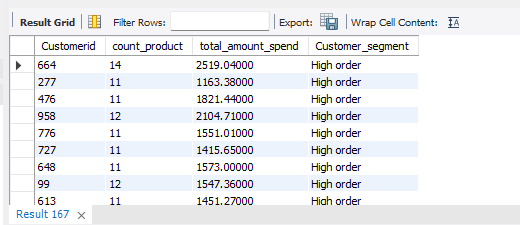 Result Grid Filter Rows: Export: Wrap Cell Content:
Customerid count_product total_amount_spend Customer_segment
664 14 2519.04000 High order
277 11 1163.38000 High order
476 11 1821.44000 High order
958 12 2104.71000 High order
776 11 1551.01000 High order
727 11 1415.65000 High order
648 11 1573.00000 High order
99 12 1547.36000 High order
613 11 1451.27000 High order
Result 167